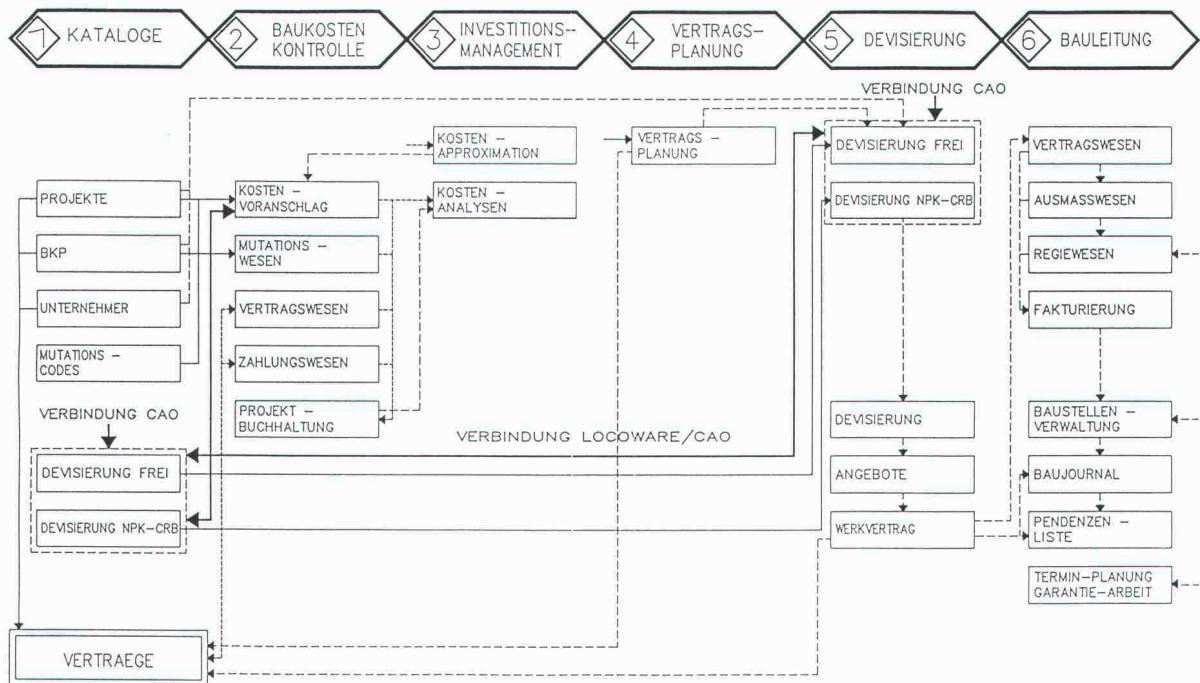 1 KATALOGE
2 BAUKOSTEN
KONTROLLE
3 INVESTITIONS-
MANAGEMENT
4 VERTRAGS-
PLANUNG
5 DEVISIERUNG
6 BAULEITUNG
PROJEKTE
BKP
UNTERNEHMER
MUTATIONS -
CODES
VERBINDUNG CAO
DEVISIERUNG FREI
DEVISIERUNG NPK-CRB
VERTRAEGE
KOSTEN -
VORANSCHLAG
MUTATIONS -
WESEN
VERTRAGSWESEN
ZAHLUNGSWESEN
PROJEKT -
BUCHHALTUNG
KOSTEN -
APPROXIMATION
KOSTEN -
ANALYSEN
VERBINDUNG LOCOWARE/CAO
VERTRAGS -
PLANUNG
VERBINDUNG CAO
DEVISIERUNG FREI
DEVISIERUNG NPK-CRB
DEVISIERUNG
ANGEBOTE
WERKVERTRAG
VERTRAGSWESEN
AUSMASSWESEN
REGIEWESEN
FAKTURIERUNG
BAUSTELLEN -
VERWALTUNG
BAUJOURNAL
PENDENZEN -
LISTE
TERMIN-PLANUNG
GARANTIE-ARBEIT